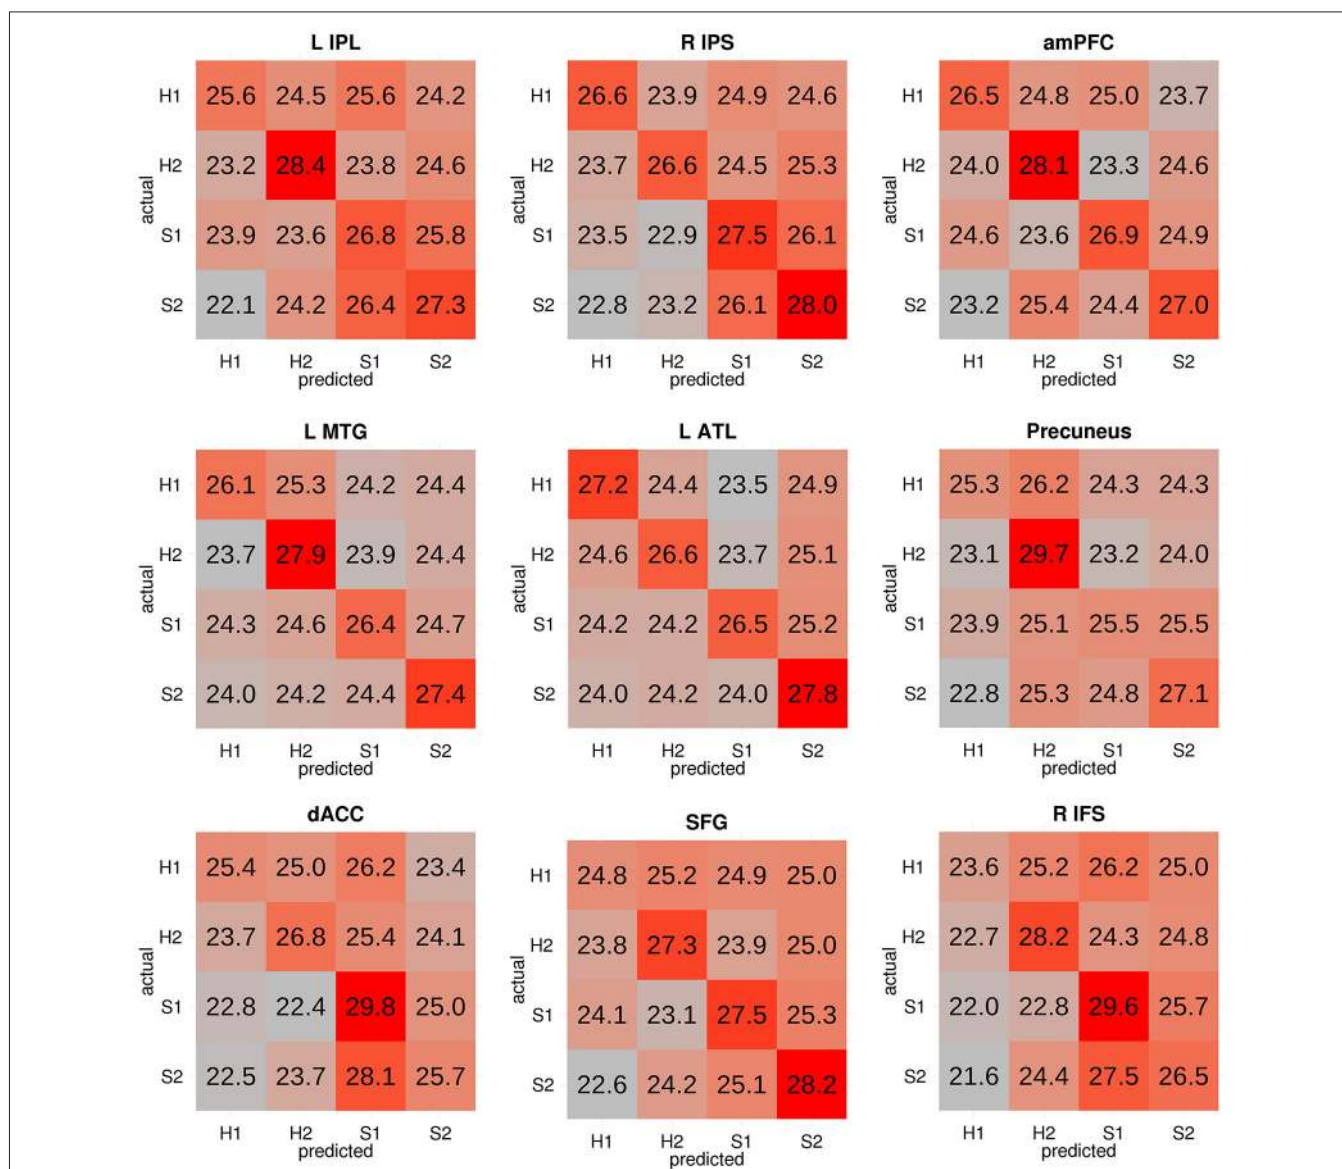 L IPL
R IPS
amPFC
H1 25.6 24.5 25.6 24.2
H1 26.6 23.9 24.9 24.6
H1 26.5 24.8 25.0 23.7
H2 23.2 28.4 23.8 24.6
H2 23.7 26.6 24.5 25.3
H2 24.0 28.1 23.3 24.6
actual
actual
actual
S1 23.9 23.6 26.8 25.8
S1 23.5 22.9 27.5 26.1
S1 24.6 23.6 26.9 24.9
S2 22.1 24.2 26.4 27.3
S2 22.8 23.2 26.1 28.0
S2 23.2 25.4 24.4 27.0
H1 H2 S1 S2
H1 H2 S1 S2
H1 H2 S1 S2
predicted
predicted
predicted
L MTG
L ATL
Precuneus
H1 26.1 25.3 24.2 24.4
H1 27.2 24.4 23.5 24.9
H1 25.3 26.2 24.3 24.3
H2 23.7 27.9 23.9 24.4
H2 24.6 26.6 23.7 25.1
H2 23.1 29.7 23.2 24.0
actual
actual
actual
S1 24.3 24.6 26.4 24.7
S1 24.2 24.2 26.5 25.2
S1 23.9 25.1 25.5 25.5
S2 24.0 24.2 24.4 27.4
S2 24.0 24.2 24.0 27.8
S2 22.8 25.3 24.8 27.1
H1 H2 S1 S2
H1 H2 S1 S2
H1 H2 S1 S2
predicted
predicted
predicted
dACC
SFG
R IFS
H1 25.4 25.0 26.2 23.4
H1 24.8 25.2 24.9 25.0
H1 23.6 25.2 26.2 25.0
H2 23.7 26.8 25.4 24.1
H2 23.8 27.3 23.9 25.0
H2 22.7 28.2 24.3 24.8
actual
actual
actual
S1 22.8 22.4 29.8 25.0
S1 24.1 23.1 27.5 25.3
S1 22.0 22.8 29.6 25.7
S2 22.5 23.7 28.1 25.7
S2 22.6 24.2 25.1 28.2
S2 21.6 24.4 27.5 26.5
H1 H2 S1 S2
H1 H2 S1 S2
H1 H2 S1 S2
predicted
predicted
predicted